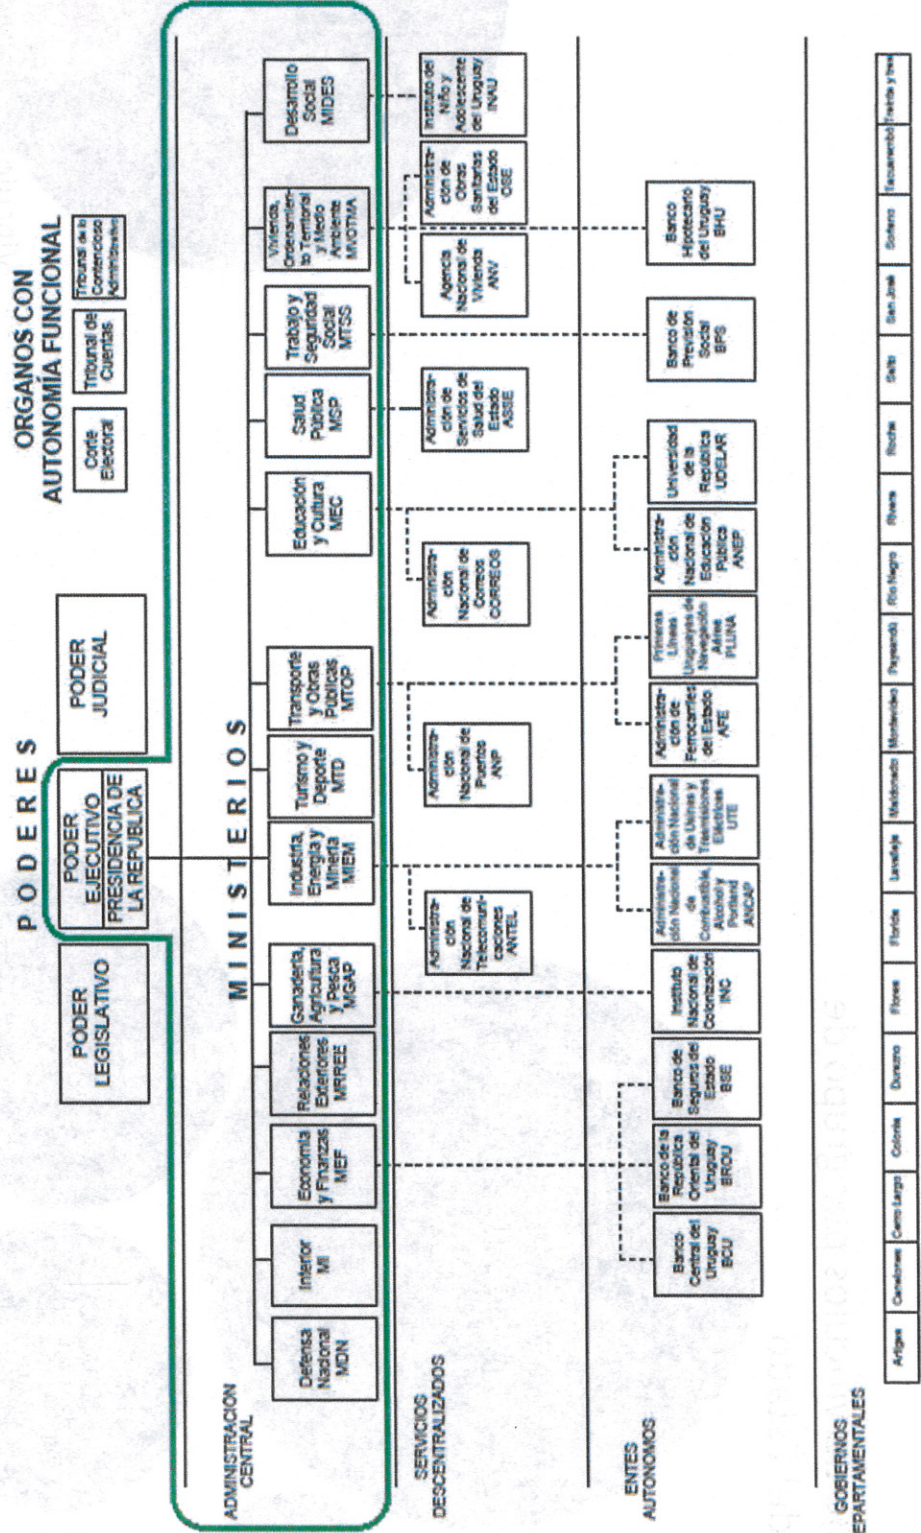 PODERES
PODER
LEGISLATIVO
PODER
EJECUTIVO
PRESIDENCIA DE
LA REPUBLICA
PODER
JUDICIAL
ORGANOS CON
AUTONOMÍA FUNCIONAL
Corte
Electoral
Tribunal de
Cuentas
Tribunal de lo
Contencioso
Administrativo
ADMINISTRACION
CENTRAL
MINISTERIOS
Defensa
Nacional
MDN
Interior
MI
Economía
y Finanzas
MEF
Relaciones
Exteriores
MRREE
Ganadería,
Agricultura
y Pesca
MGAP
Industria,
Energía y
Minería
MIEM
Turismo y
Deporte
MTD
Transporte
y Obras
Públicas
MTOP
Educación
y Cultura
MEC
Salud
Pública
MSP
Trabajo y
Seguridad
Social
MTSS
Vivienda,
Ordenamien-
to Territorial
y Medio
Ambiente
MVOTMA
Desarrollo
Social
MIDES
SERVICIOS
DESCENTRALIZADOS
Administra-
ción
Nacional de
Telecomuni-
caciones
ANTEL
Administra-
ción
Nacional de
Puertos
ANP
Administra-
ción
Nacional de
Correos
CORREOS
Administra-
ción de
Servicios de
Salud del
Estado
ASSE
Agencia
Nacional de
Vivienda
ANV
Administra-
ción de
Obras
Sanitarias
del Estado
OSE
Instituto del
Niño y
Adolescente
del Uruguay
INAU
ENTES
AUTONOMOS
Banco
Central del
Uruguay
BCU
Banco de la
República
Oriental del
Uruguay
BROU
Banco de
Seguros del
Estado
BSE
Instituto
Nacional de
Colonización
INC
Administra-
ción Nacional
de
Combustible,
Alcohol y
Portland
ANCAP
Administra-
ción Nacional
de Usinas y
Trasmisiones
Eléctricas
UTE
Administra-
ción de
Ferrocarriles
del Estado
AFE
Primeras
Líneas
Uruguayas de
Navegación
Aérea
PLUNA
Administra-
ción
Nacional de
Educación
Pública
ANEP
Universidad
de la
República
UDELAR
Banco de
Previsión
Social
BPS
Banco
Hipotecario
del Uruguay
BHU
GOBIERNOS
EPARTAMENTALES
Artigas
Canelones
Cerro Largo
Colonia
Durazno
Flores
Florida
Lavalleja
Maldonado
Montevideo
Paysandú
Río Negro
Rivera
Rocha
Salto
San José
Soriano
Tacuarembó
Treinta y tres